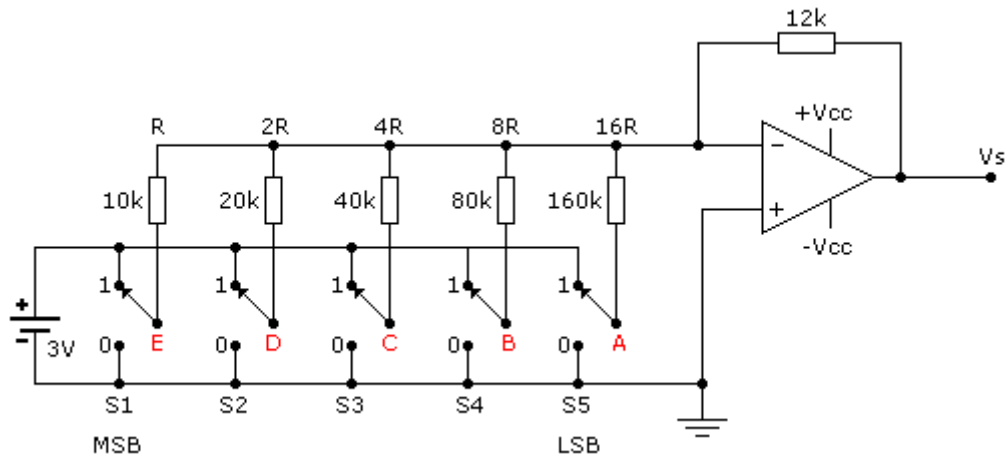 12k
R 2R 4R 8R 16R
+Vcc
Vs
10k 20k 40k 80k 160k
-
+
-Vcc
1 1 1 1 1
+
-
3V
E D C B A
0 0 0 0 0
S1 S2 S3 S4 S5
MSB LSB